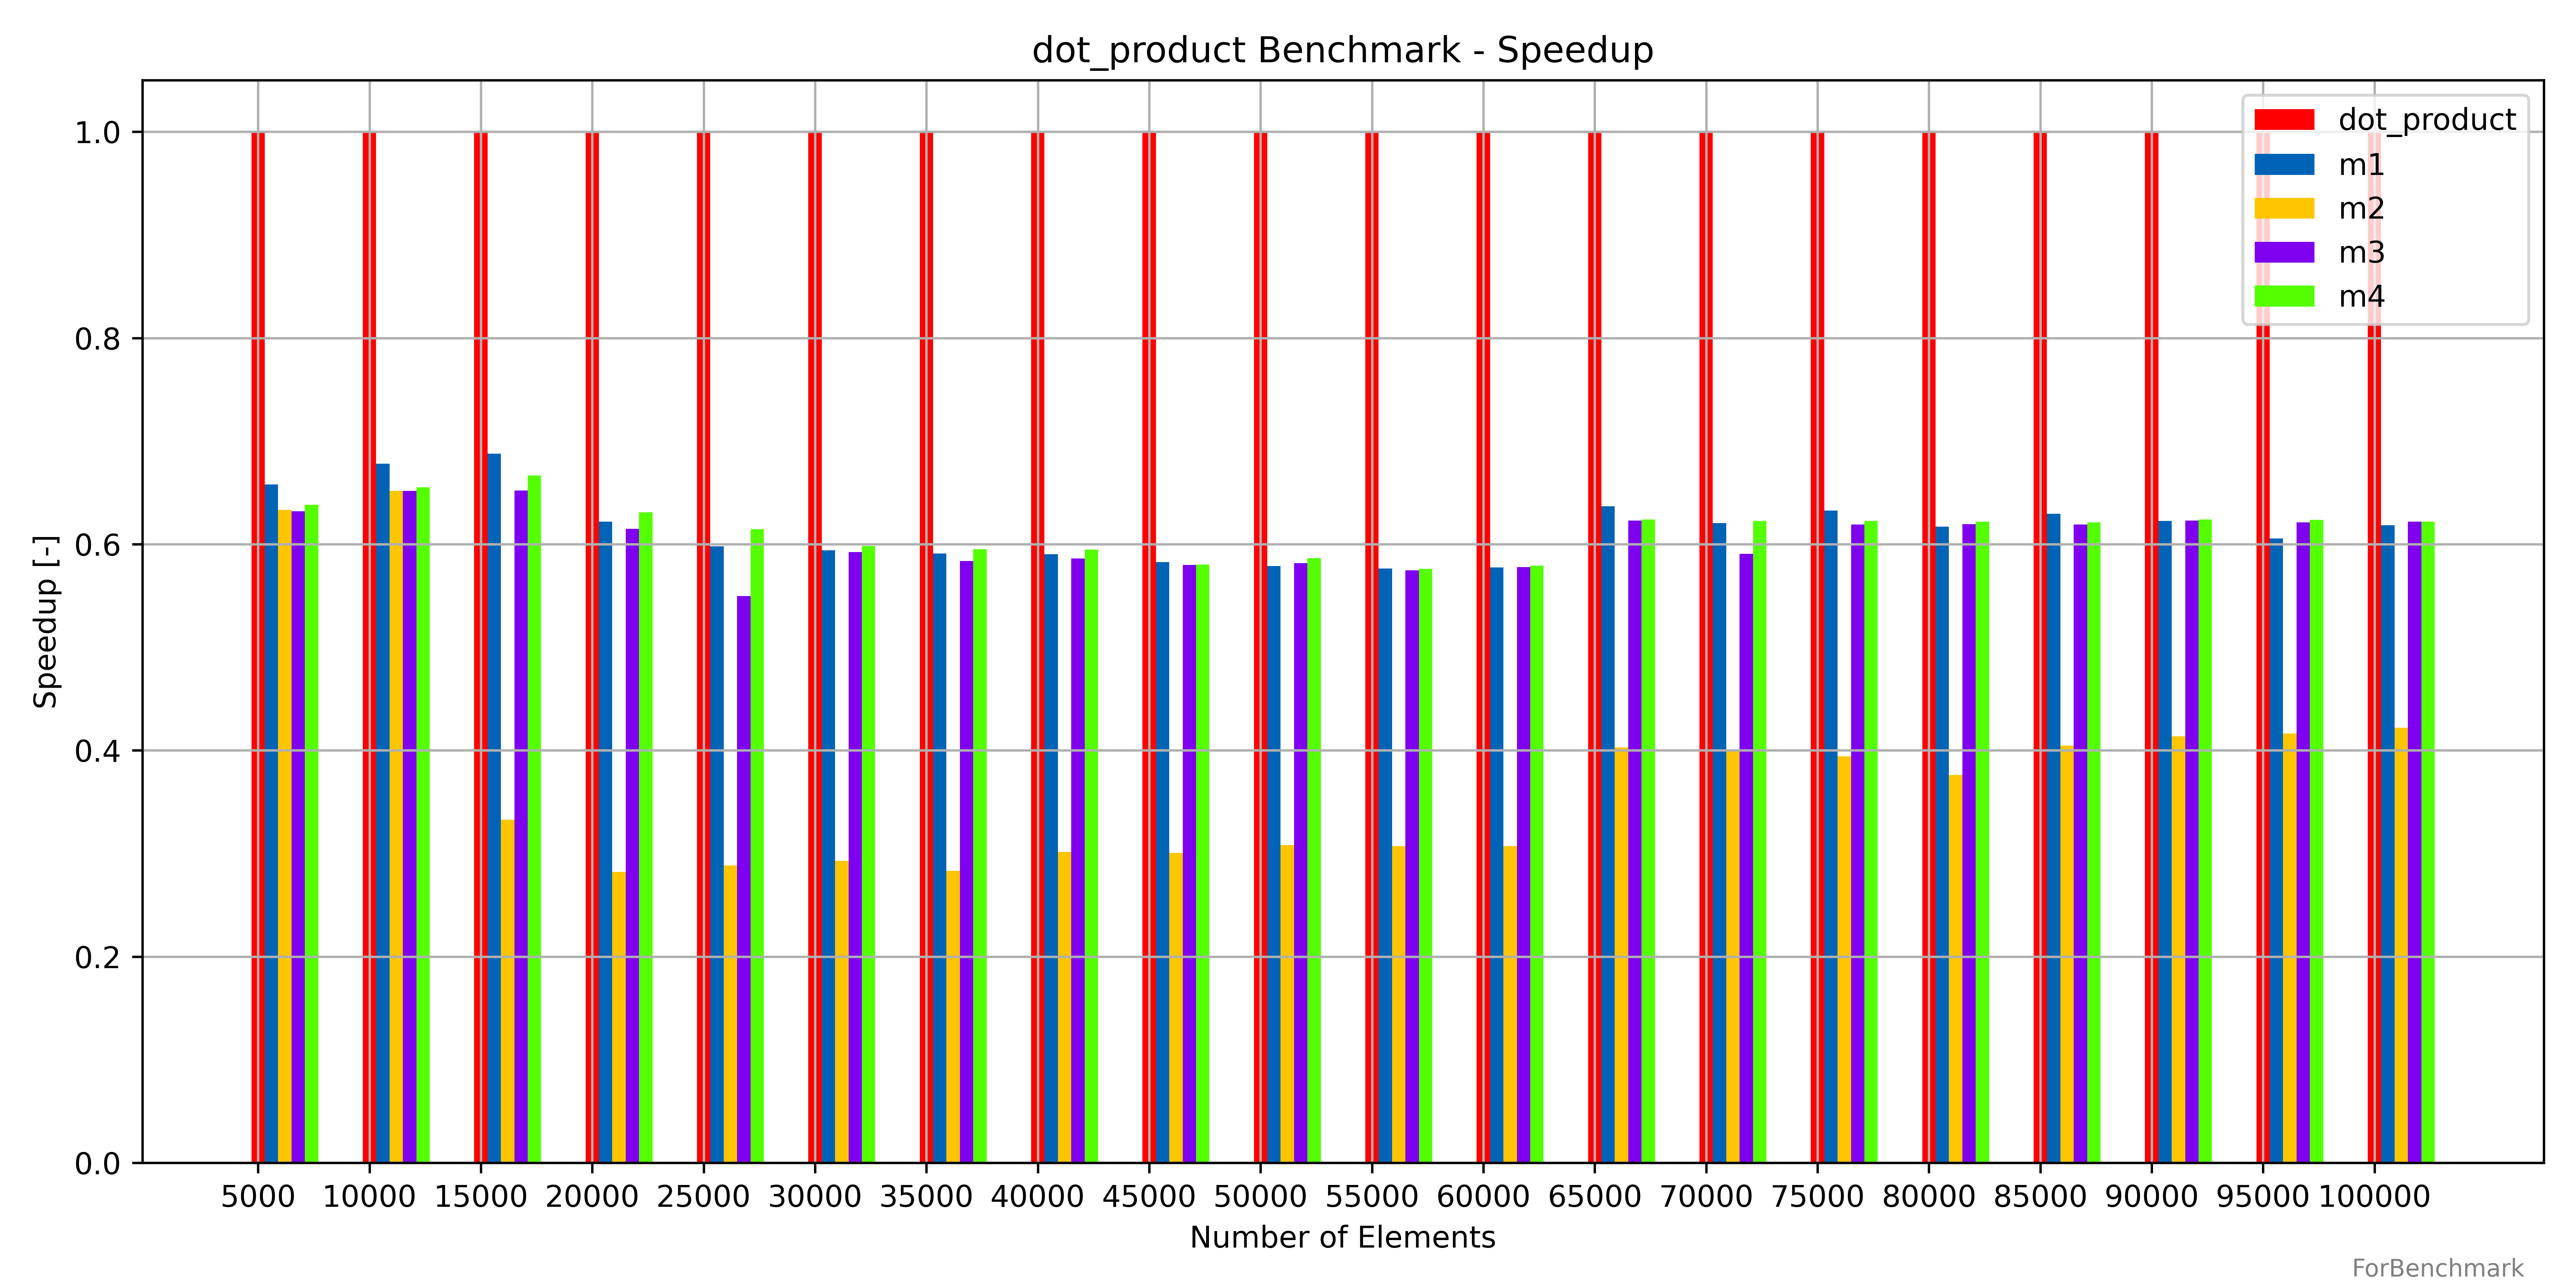 dot_product Benchmark - Speedup
dot_product
m1
m2
m3
m4
1.0
0.8
0.6
0.4
0.2
0.0
Speedup [-]
5000 10000 15000 20000 25000 30000 35000 40000 45000 50000 55000 60000 65000 70000 75000 80000 85000 90000 95000 100000
Number of Elements
ForBenchmark